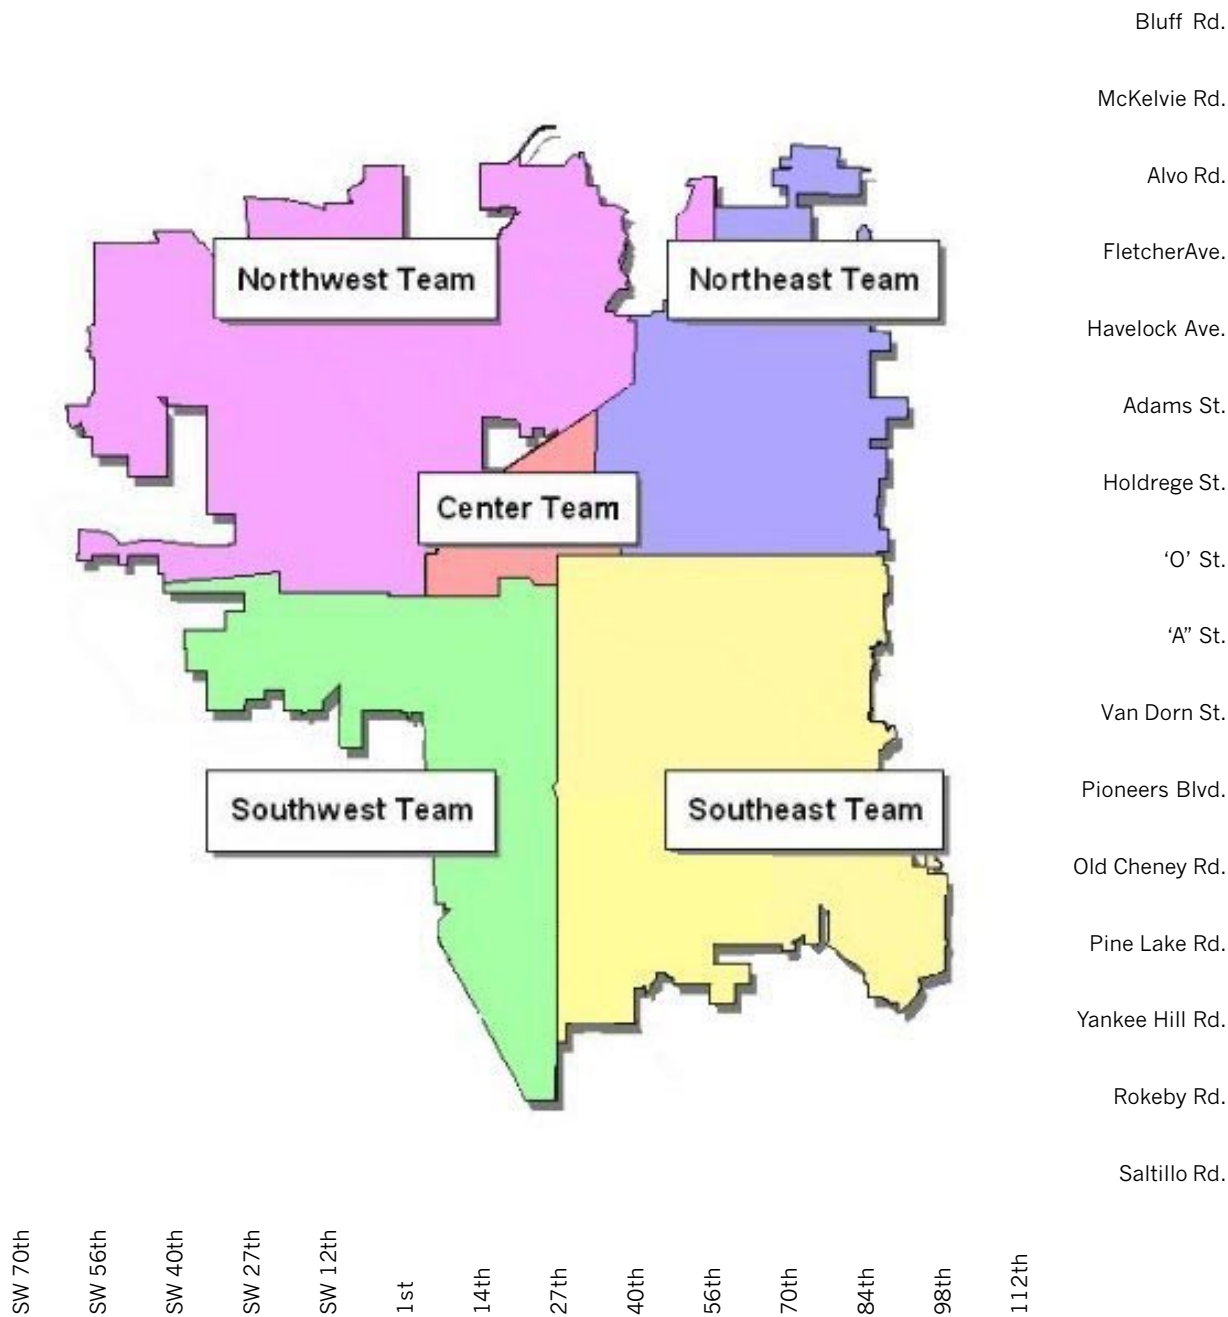 Bluff Rd.
McKelvie Rd.
Alvo Rd.
FletcherAve.
Northwest Team
Northeast Team
Havelock Ave.
Adams St.
Holdrege St.
Center Team
‘O’ St.
‘A” St.
Van Dorn St.
Pioneers Blvd.
Southwest Team
Southeast Team
Old Cheney Rd.
Pine Lake Rd.
Yankee Hill Rd.
Rokeby Rd.
Saltillo Rd.
SW 70th
SW 56th
SW 40th
SW 27th
SW 12th
1st
14th
27th
40th
56th
70th
84th
98th
112th